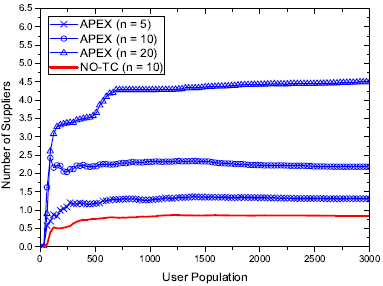 6.5
6.0
5.5
5.0
4.5
4.0
3.5
3.0
2.5
2.0
1.5
1.0
0.5
0.0
Number of Suppliers
APEX (n = 5)
APEX (n = 10)
APEX (n = 20)
NO-TC (n = 10)
0 500 1000 1500 2000 2500 3000
User Population